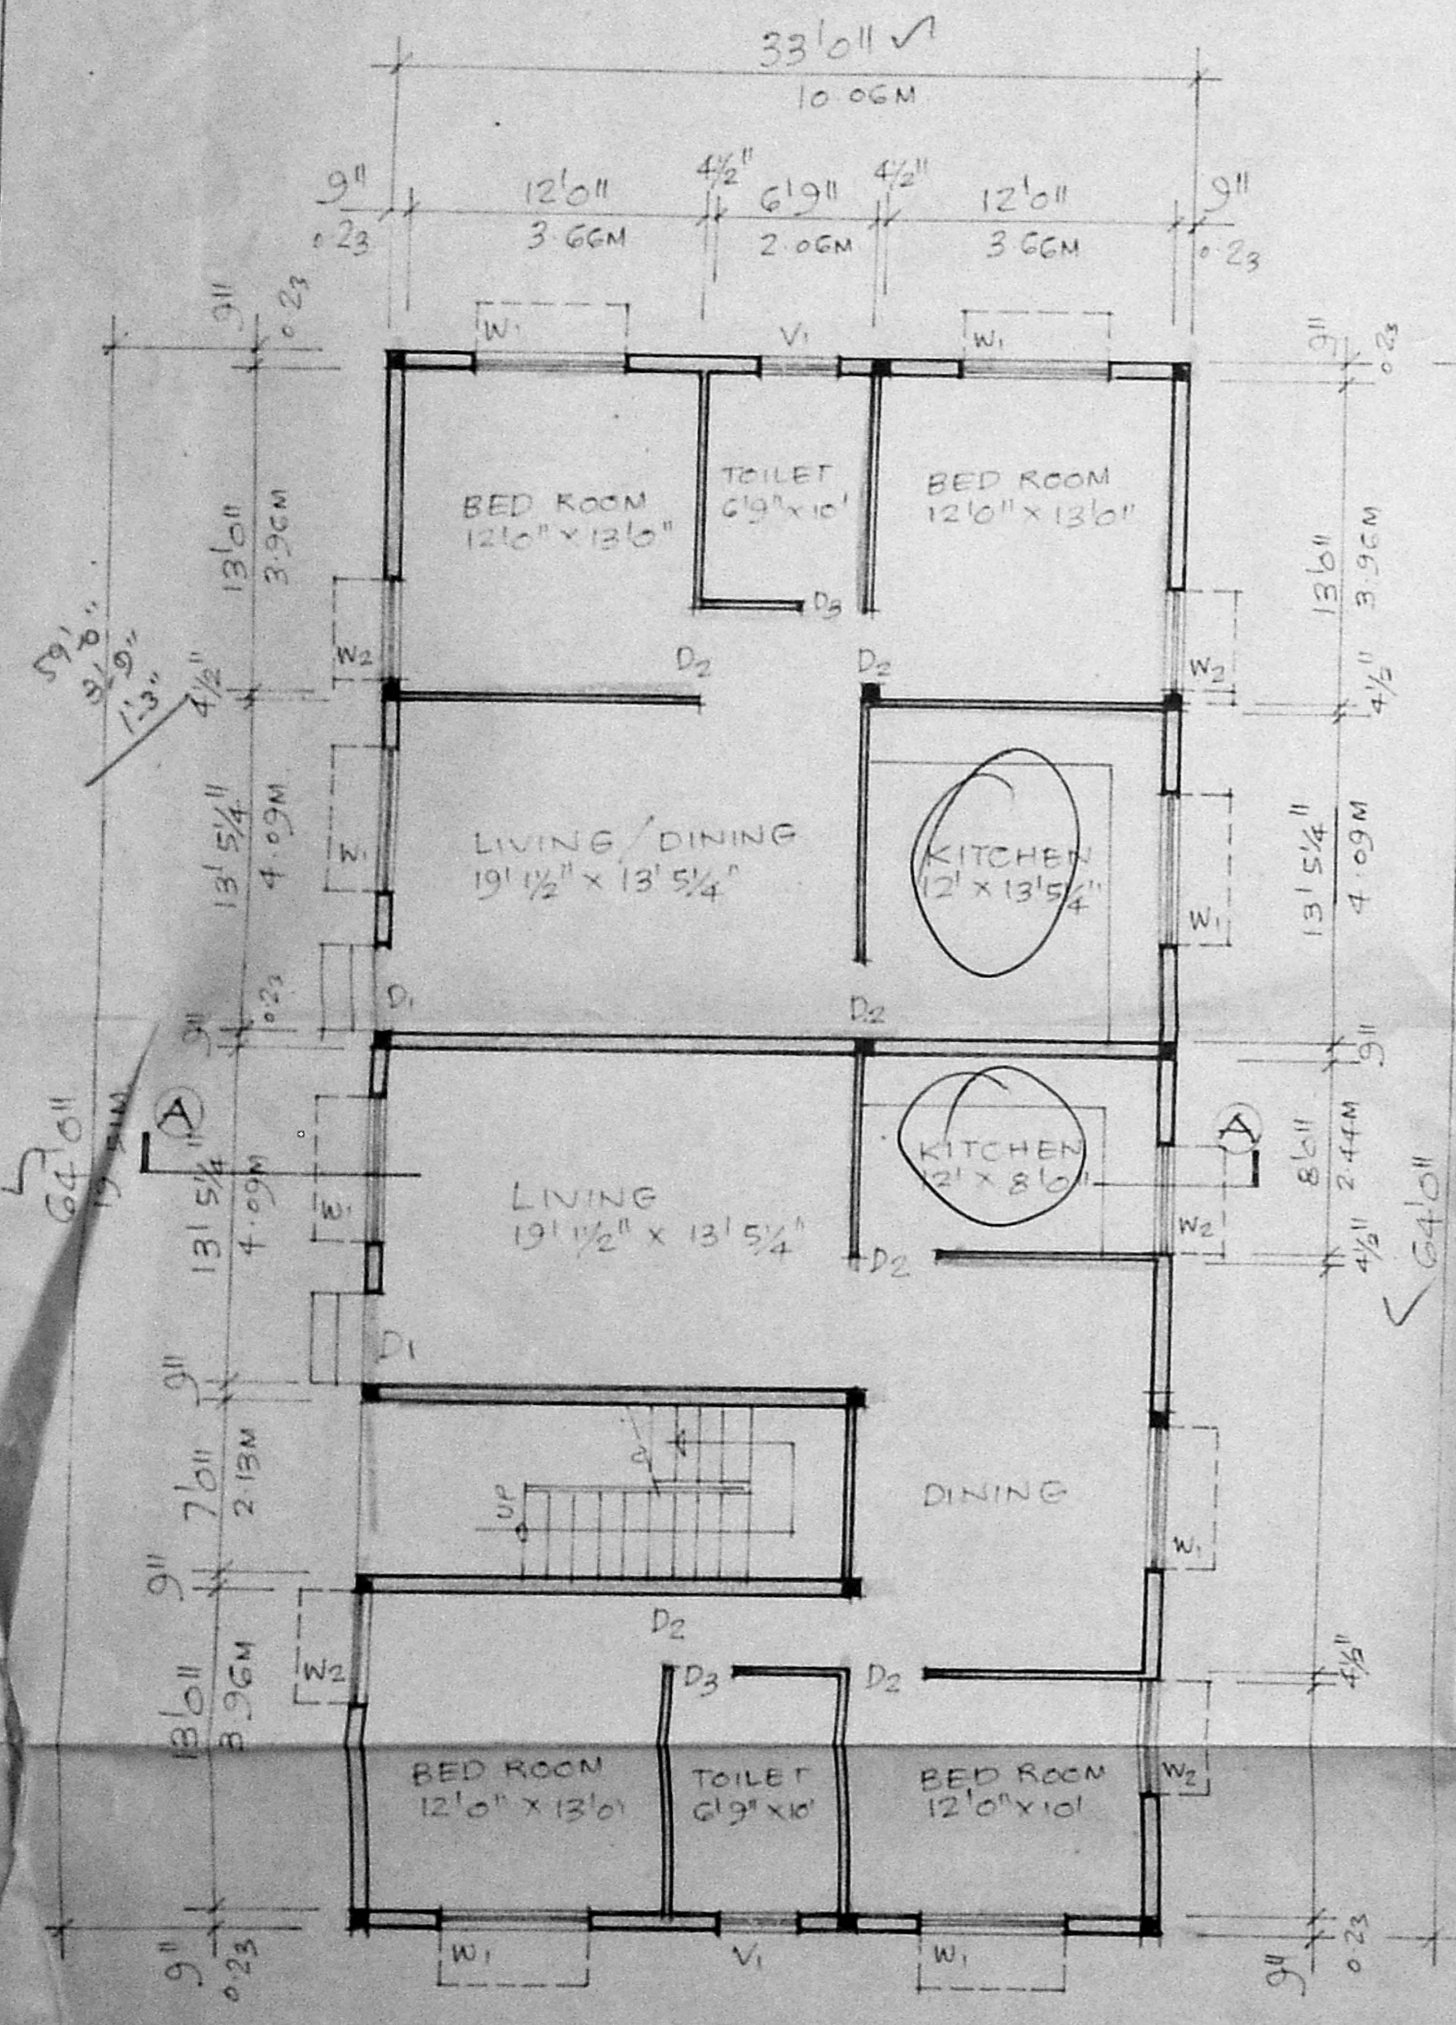 33'0"
10.06M
9" 12'0" 4½" 6'9" 4½" 12'0" 9"
0.23 3.66M 2.06M 3.66M 0.23
9"
0.23
9"
0.23
W1
V1
W1
13'0"
3.96M
BED ROOM
12'0" x 13'0"
TOILET
6'9" x 10'
BED ROOM
12'0" x 13'0"
13'0"
3.96M
D3
W2
D2
D2
W2
59' 
1'3"
4½"
4½"
13' 5¼"
4.09M
W1
LIVING/DINING
19' 1½" x 13' 5¼"
KITCHEN
12' x 13' 5¼"
W1
13' 5¼"
4.09M
0.23
D1
D2
9"
9"
64'0"
19.51M
A
13' 5¼"
4.09M
W1
LIVING
19' 1½" x 13' 5¼"
KITCHEN
12' x 8'0"
A
8'0"
2.44M
W2
D2
4½"
64'0"
D1
9"
7'0"
2.13M
UP
DINING
W1
9"
D2
W2
D3
D2
4½"
13'0"
3.96M
BED ROOM
12'0" x 13'0"
TOILET
6'9" x 10'
BED ROOM
12'0" x 10'
W2
W1
V1
W1
9"
0.23
9"
0.23